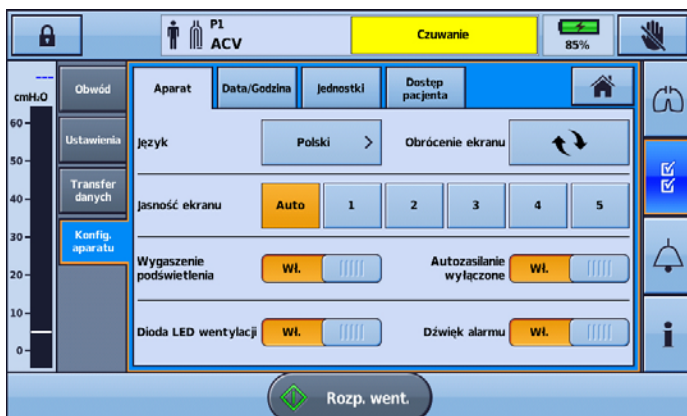 P1
ACV
Czuwanie
85%
---
cmH₂O
60
50
40
30
20
10
0
Obwód
Ustawienia
Transfer
danych
Konfig.
aparatu
Aparat
Data/Godzina
Jednostki
Dostęp
pacjenta
Język
Polski >
Obrócenie ekranu
Jasność ekranu
Auto
1
2
3
4
5
Wygaszenie
podświetlenia
Wł.
Autozasilanie
wyłączone
Wł.
Dioda LED wentylacji
Wł.
Dźwięk alarmu
Wł.
Rozp. went.